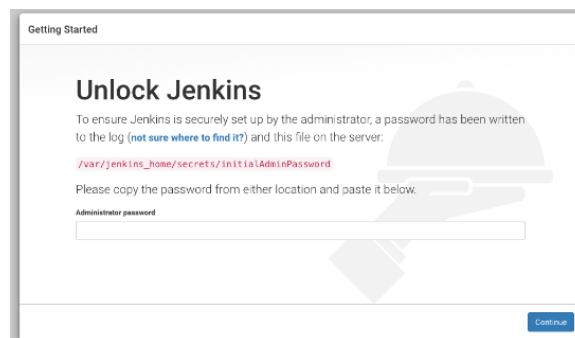 Getting Started
Unlock Jenkins
To ensure Jenkins is securely set up by the administrator, a password has been written
to the log (not sure where to find it?) and this file on the server:
/var/jenkins_home/secrets/initialAdminPassword
Please copy the password from either location and paste it below.
Administrator password
Continue